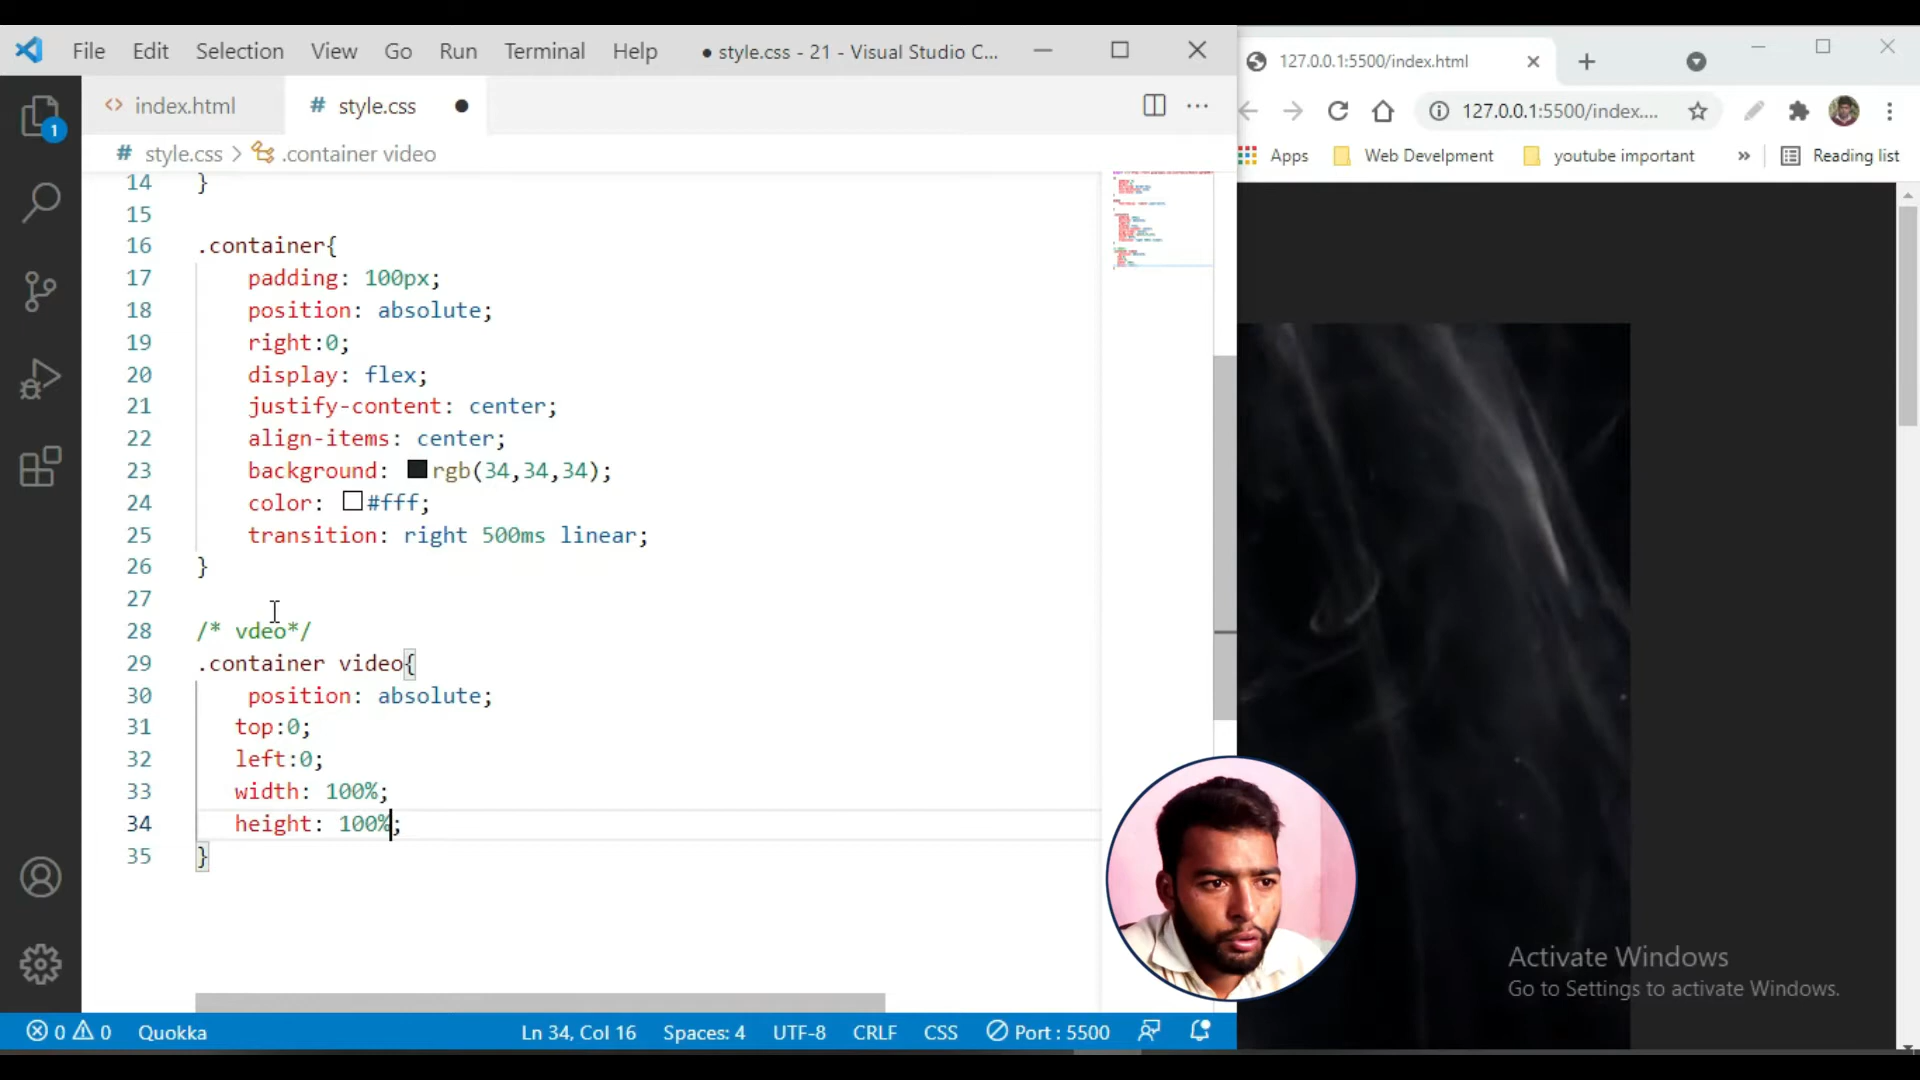 File Edit Selection View Go Run Terminal Help ● style.css - 21 - Visual Studio C...
127.0.0.1:5500/index.html
index.html # style.css
127.0.0.1:5500/index....
# style.css > .container video
Apps Web Develpment youtube important » Reading list
1
14 }
15
16 .container{
17 padding: 100px;
18 position: absolute;
19 right:0;
20 display: flex;
21 justify-content: center;
22 align-items: center;
23 background: rgb(34,34,34);
24 color: #fff;
25 transition: right 500ms linear;
26 }
27
28 /* vdeo*/
29 .container video{
30 position: absolute;
31 top:0;
32 left:0;
33 width: 100%;
34 height: 100%;
35 }
Activate Windows
Go to Settings to activate Windows.
0 0 Quokka Ln 34, Col 16 Spaces: 4 UTF-8 CRLF CSS Port : 5500